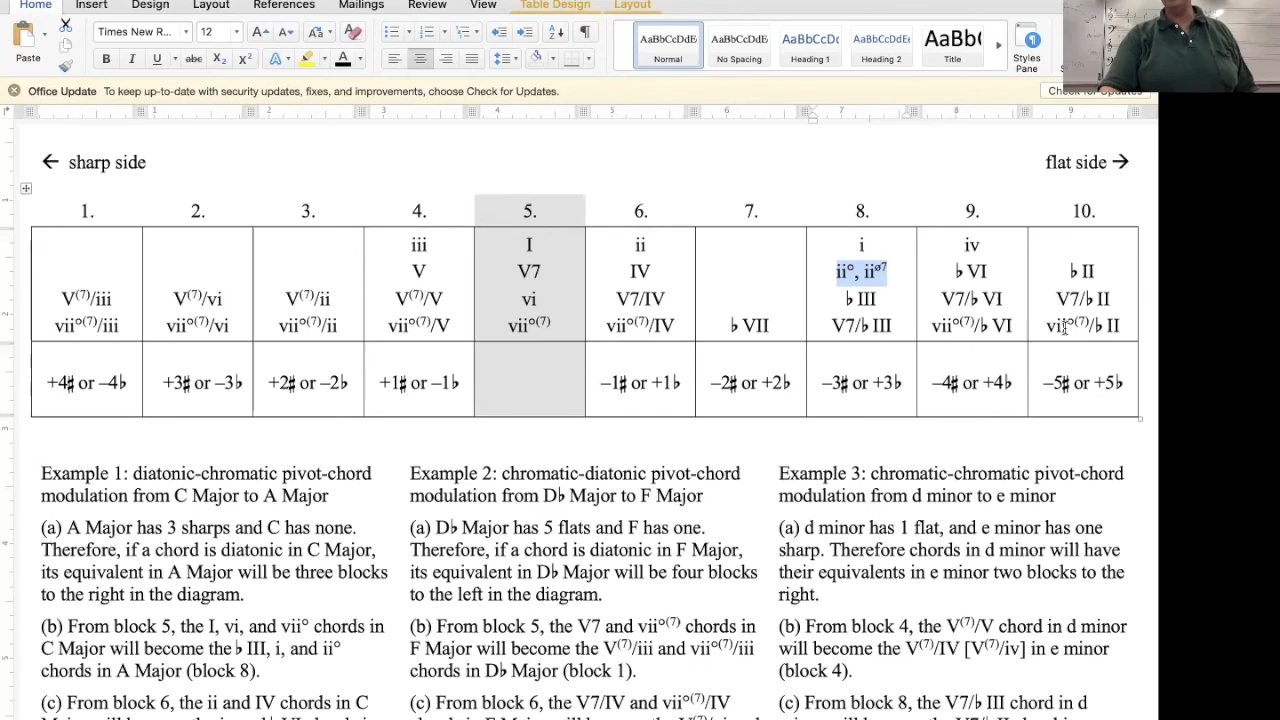 Home Insert Design Layout References Mailings Review View Table Design Layout
Paste
Times New R... 12
B I U abc X₂ X²
AaBbCcDdE AaBbCcDdE AaBbCcDc AaBbCcDdE AaBb(
Normal No Spacing Heading 1 Heading 2 Title
Styles Pane
Office Update To keep up-to-date with security updates, fixes, and improvements, choose Check for Updates.
← sharp side flat side →
1. 2. 3. 4. 5. 6. 7. 8. 9. 10.
iii I ii i iv
V V7 IV ii°, iiø7 ♭VI ♭II
V(7)/iii V(7)/vi V(7)/ii V(7)/V vi V7/IV ♭III V7/♭VI V7/♭II
vii°(7)/iii vii°(7)/vi vii°(7)/ii vii°(7)/V vii°(7) vii°(7)/IV ♭VII V7/♭III vii°(7)/♭VI vii°(7)/♭II
+4♯ or –4♭ +3♯ or –3♭ +2♯ or –2♭ +1♯ or –1♭ –1♯ or +1♭ –2♯ or +2♭ –3♯ or +3♭ –4♯ or +4♭ –5♯ or +5♭
Example 1: diatonic-chromatic pivot-chord
modulation from C Major to A Major
(a) A Major has 3 sharps and C has none.
Therefore, if a chord is diatonic in C Major,
its equivalent in A Major will be three blocks
to the right in the diagram.
(b) From block 5, the I, vi, and vii° chords in
C Major will become the ♭III, i, and ii°
chords in A Major (block 8).
(c) From block 6, the ii and IV chords in C
Example 2: chromatic-diatonic pivot-chord
modulation from D♭ Major to F Major
(a) D♭ Major has 5 flats and F has one.
Therefore, if a chord is diatonic in F Major,
its equivalent in D♭ Major will be four blocks
to the left in the diagram.
(b) From block 5, the V7 and vii°(7) chords in
F Major will become the V(7)/iii and vii°(7)/iii
chords in D♭ Major (block 1).
(c) From block 6, the V7/IV and vii°(7)/IV
Example 3: chromatic-chromatic pivot-chord
modulation from d minor to e minor
(a) d minor has 1 flat, and e minor has one
sharp. Therefore chords in d minor will have
their equivalents in e minor two blocks to the
right.
(b) From block 4, the V(7)/V chord in d minor
will become the V(7)/IV [V(7)/iv] in e minor
(block 4).
(c) From block 8, the V7/♭III chord in d